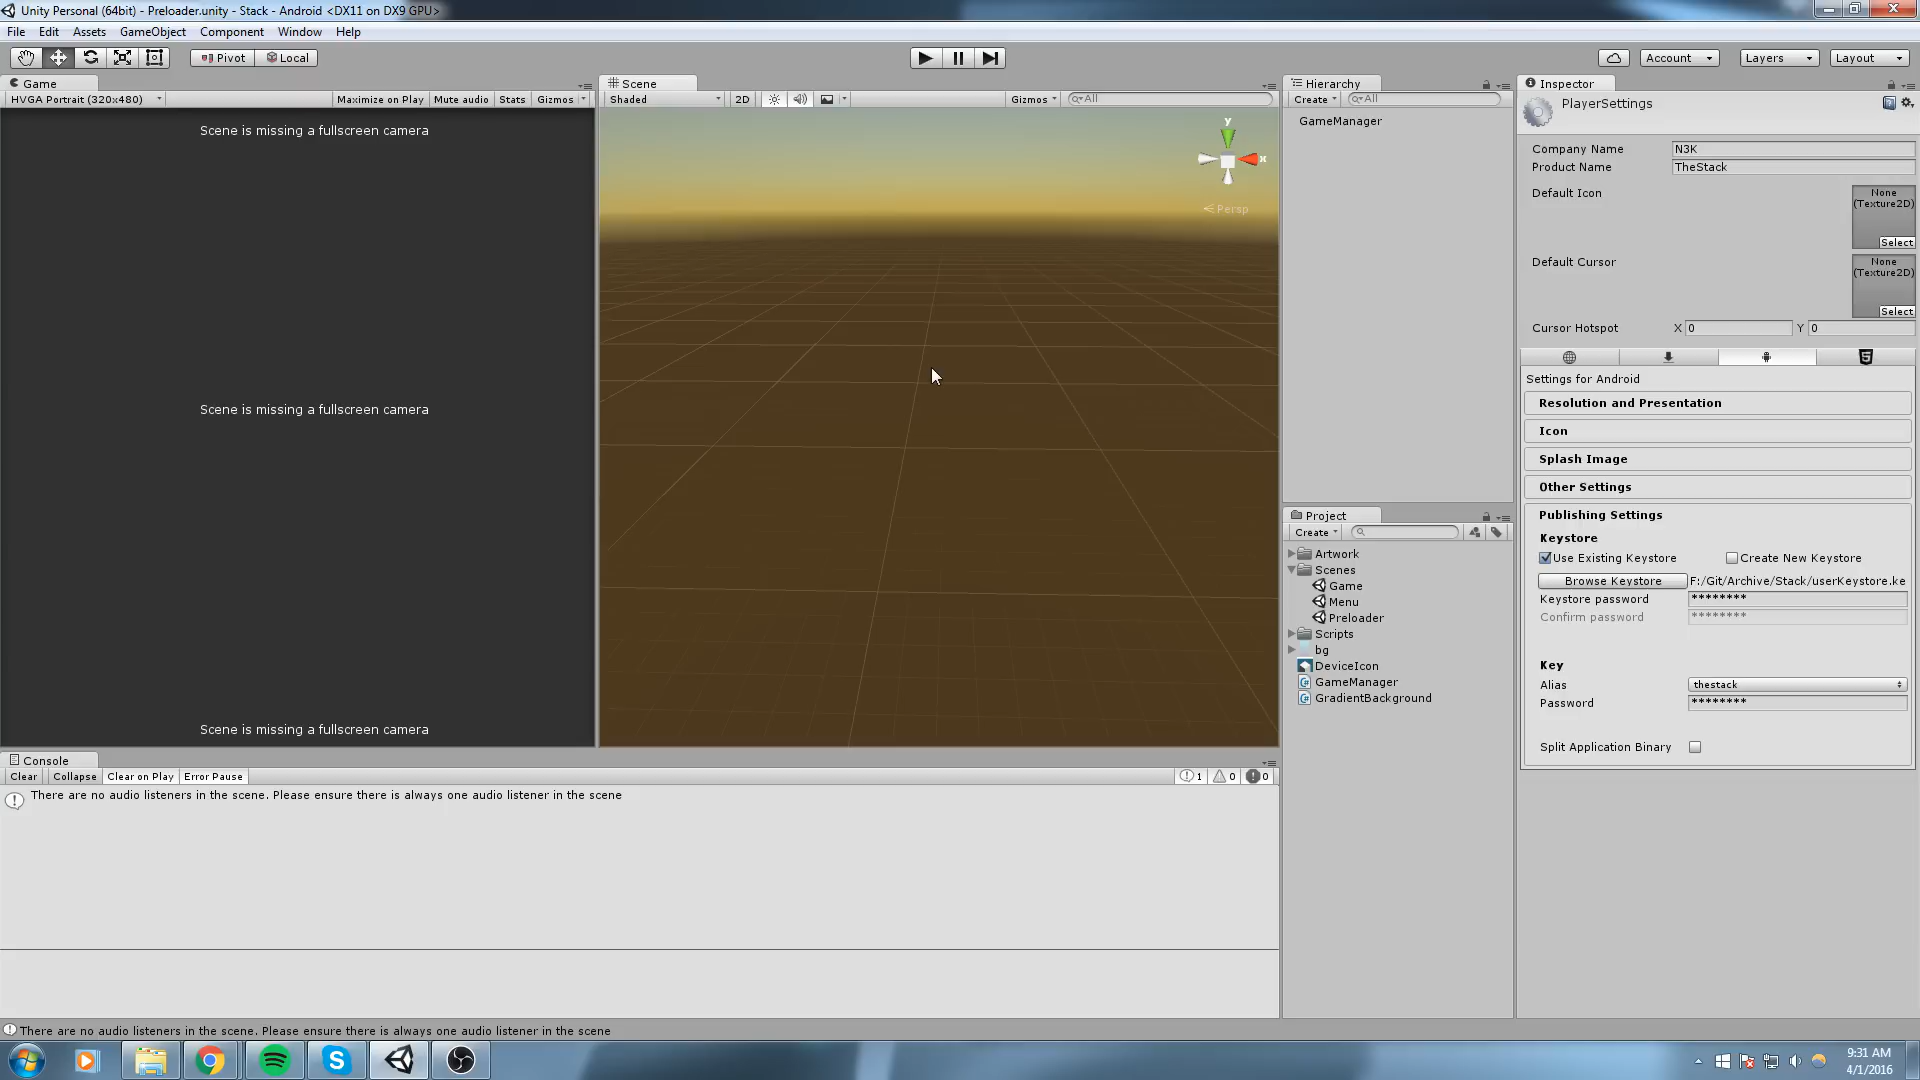 Unity Personal (64bit) - Preloader.unity - Stack - Android <DX11 on DX9 GPU>
File Edit Assets GameObject Component Window Help
Pivot Local Account Layers Layout
Game
HVGA Portrait (320x480) Maximize on Play Mute audio Stats Gizmos
Scene is missing a fullscreen camera
Scene is missing a fullscreen camera
Scene is missing a fullscreen camera
Scene
Shaded 2D Gizmos All
y
x
Persp
Hierarchy
Create All
GameManager
Project
Create
Artwork
Scenes
Game
Menu
Preloader
Scripts
bg
DeviceIcon
GameManager
GradientBackground
Inspector
PlayerSettings
Company Name N3K
Product Name TheStack
Default Icon
None
(Texture2D)
Select
Default Cursor
None
(Texture2D)
Select
Cursor Hotspot X 0 Y 0
Settings for Android
Resolution and Presentation
Icon
Splash Image
Other Settings
Publishing Settings
Keystore
Use Existing Keystore Create New Keystore
Browse Keystore F:/Git/Archive/Stack/userKeystore.ke
Keystore password ********
Confirm password ********
Key
Alias thestack
Password ********
Split Application Binary
Console
Clear Collapse Clear on Play Error Pause 1 0 0
There are no audio listeners in the scene. Please ensure there is always one audio listener in the scene
There are no audio listeners in the scene. Please ensure there is always one audio listener in the scene
9:31 AM
4/1/2016